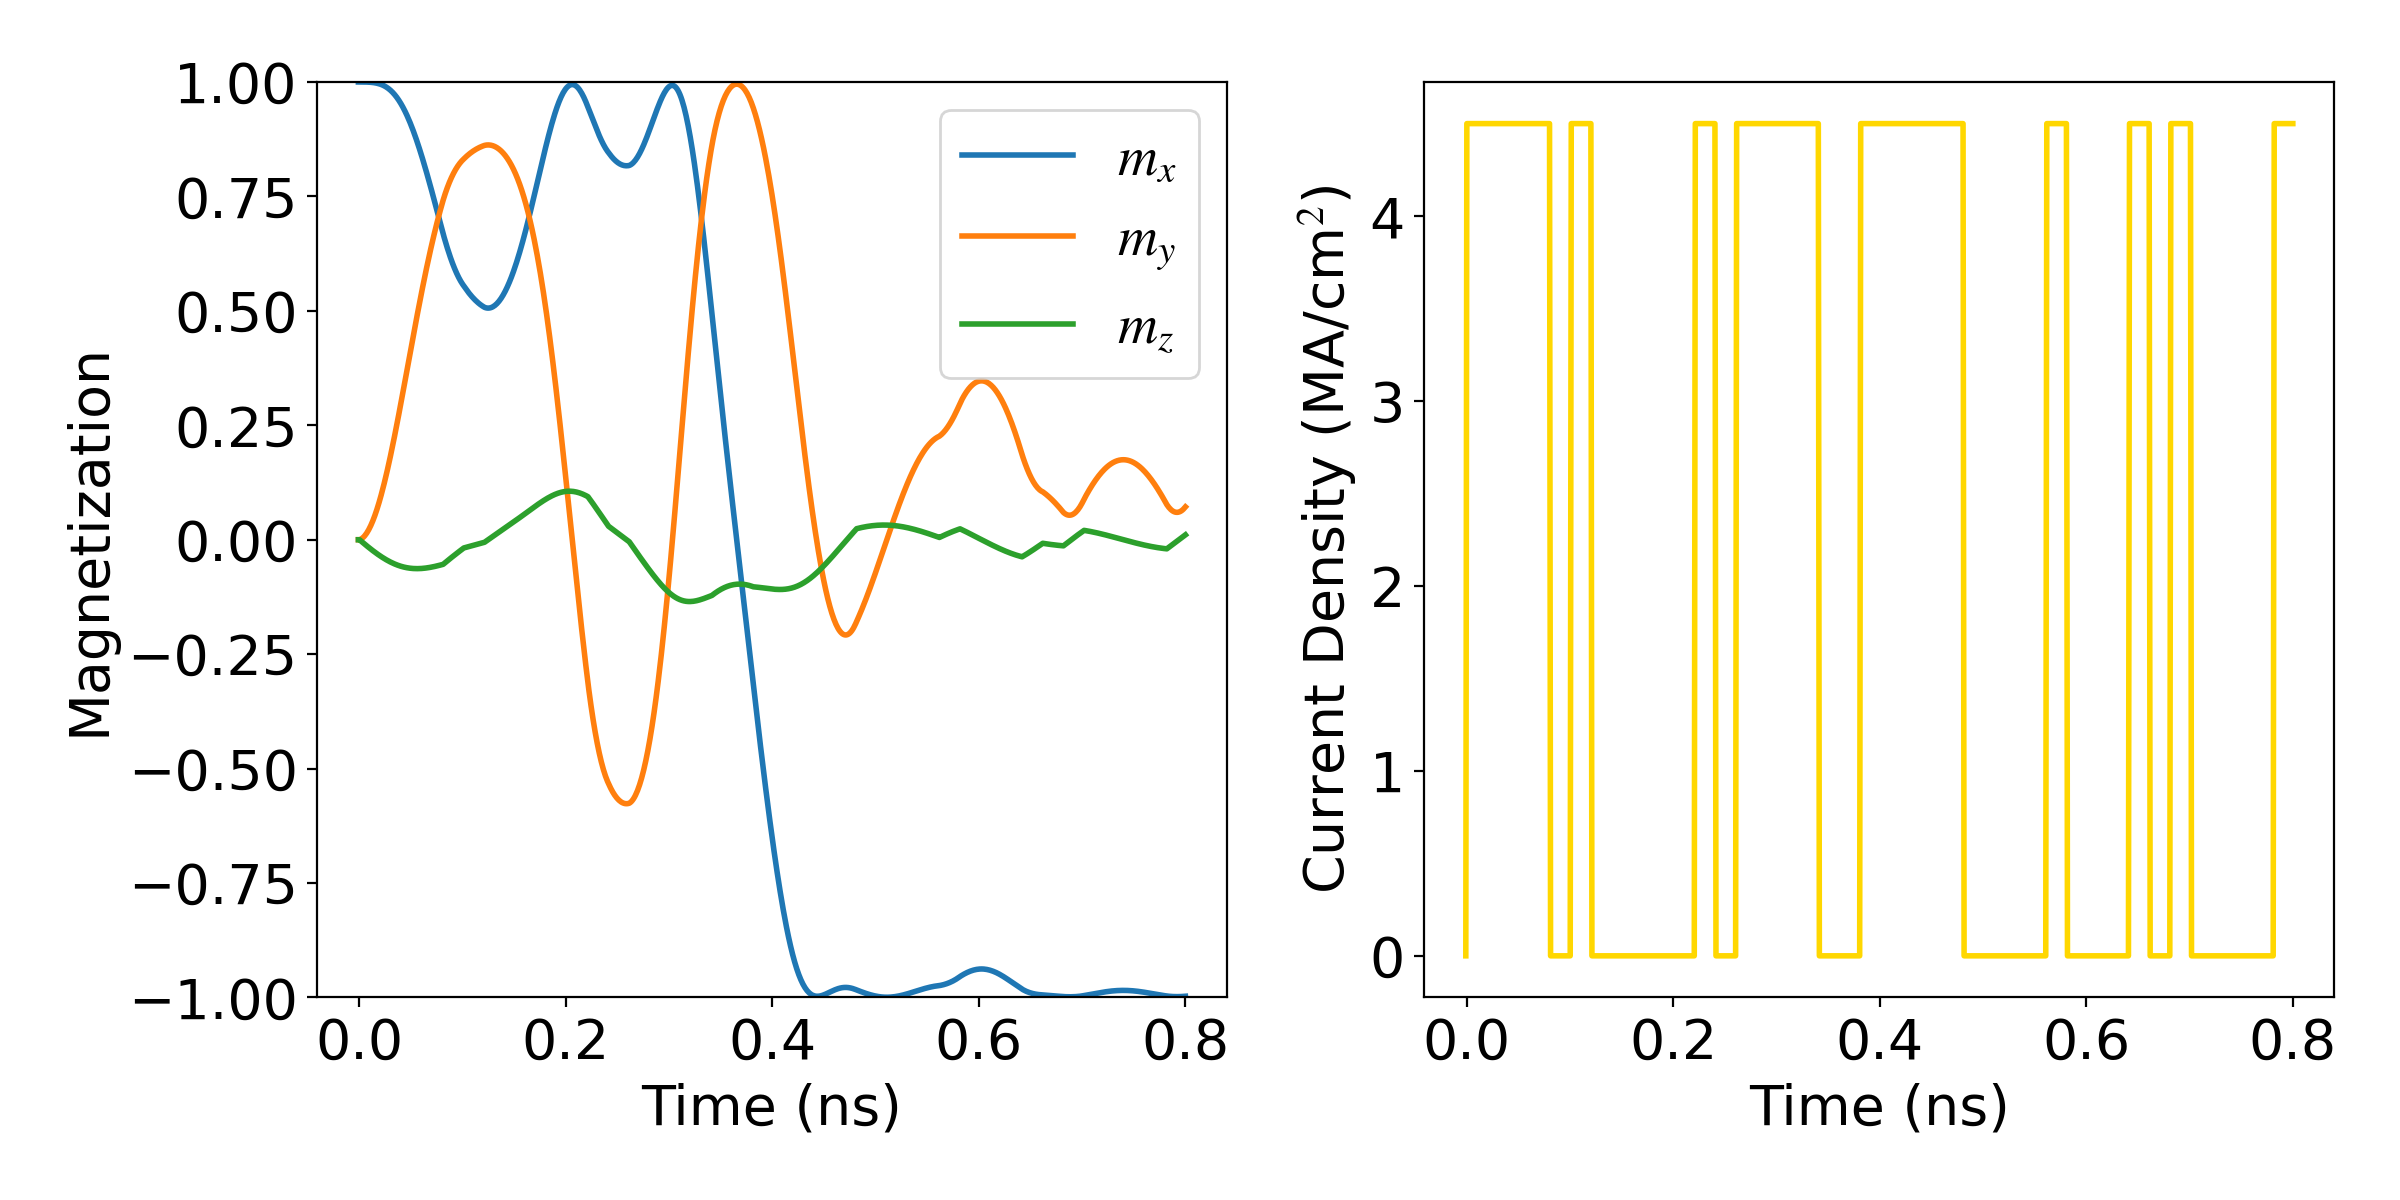 1.00
0.75
0.50
0.25
0.00
−0.25
−0.50
−0.75
−1.00
Magnetization
0.0 0.2 0.4 0.6 0.8
Time (ns)
m_x
m_y
m_z
4
3
2
1
0
Current Density (MA/cm²)
0.0 0.2 0.4 0.6 0.8
Time (ns)